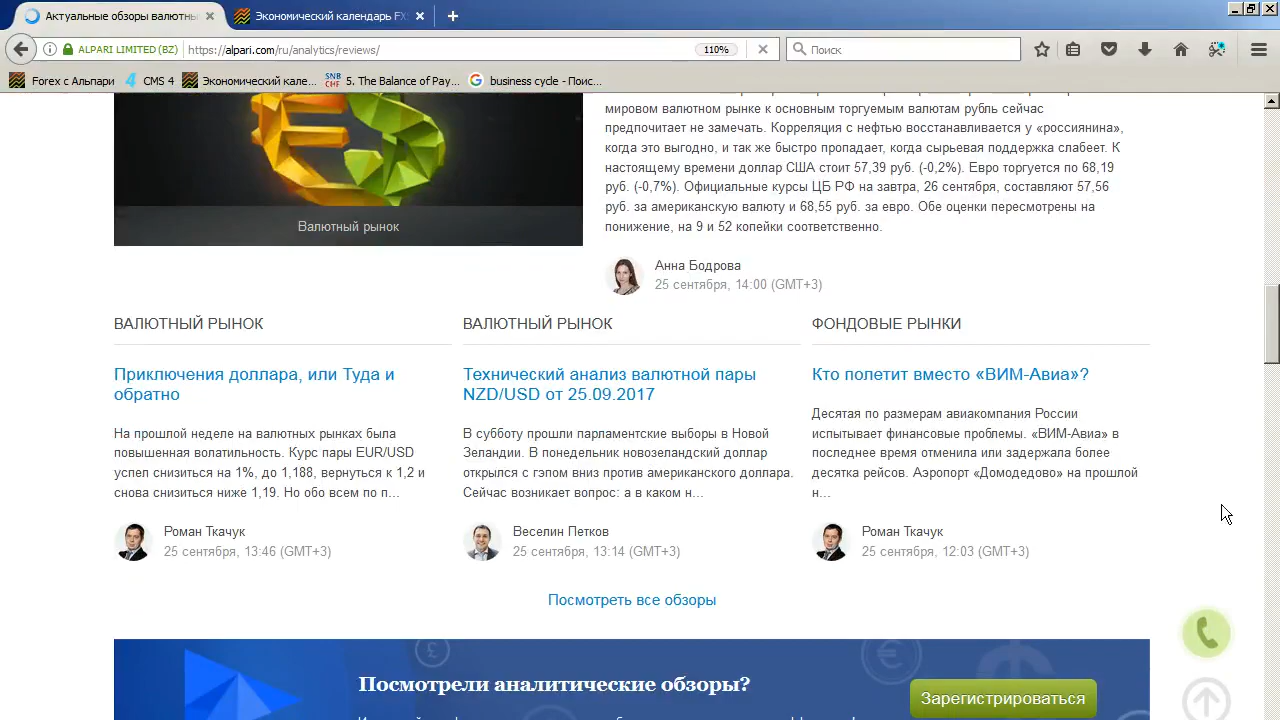 Актуальные обзоры валютны
Экономический календарь FX
ALPARI LIMITED (BZ)
https://alpari.com/ru/analytics/reviews/
110%
Поиск
Forex с Альпари
CMS 4
Экономический кале...
SNB CHF
5. The Balance of Pay...
business cycle - Поис...
мировом валютном рынке к основным торгуемым валютам рубль сейчас
предпочитает не замечать. Корреляция с нефтью восстанавливается у «россиянина»,
когда это выгодно, и так же быстро пропадает, когда сырьевая поддержка слабеет. К
настоящему времени доллар США стоит 57,39 руб. (-0,2%). Евро торгуется по 68,19
руб. (-0,7%). Официальные курсы ЦБ РФ на завтра, 26 сентября, составляют 57,56
руб. за американскую валюту и 68,55 руб. за евро. Обе оценки пересмотрены на
понижение, на 9 и 52 копейки соответственно.
Валютный рынок
Анна Бодрова
25 сентября, 14:00 (GMT+3)
ВАЛЮТНЫЙ РЫНОК
Приключения доллара, или Туда и
обратно
На прошлой неделе на валютных рынках была
повышенная волатильность. Курс пары EUR/USD
успел снизиться на 1%, до 1,188, вернуться к 1,2 и
снова снизиться ниже 1,19. Но обо всем по п...
Роман Ткачук
25 сентября, 13:46 (GMT+3)
ВАЛЮТНЫЙ РЫНОК
Технический анализ валютной пары
NZD/USD от 25.09.2017
В субботу прошли парламентские выборы в Новой
Зеландии. В понедельник новозеландский доллар
открылся с гэпом вниз против американского доллара.
Сейчас возникает вопрос: а в каком н...
Веселин Петков
25 сентября, 13:14 (GMT+3)
ФОНДОВЫЕ РЫНКИ
Кто полетит вместо «ВИМ-Авиа»?
Десятая по размерам авиакомпания России
испытывает финансовые проблемы. «ВИМ-Авиа» в
последнее время отменила или задержала более
десятка рейсов. Аэропорт «Домодедово» на прошлой
н...
Роман Ткачук
25 сентября, 12:03 (GMT+3)
Посмотреть все обзоры
Посмотрели аналитические обзоры?
Зарегистрироваться